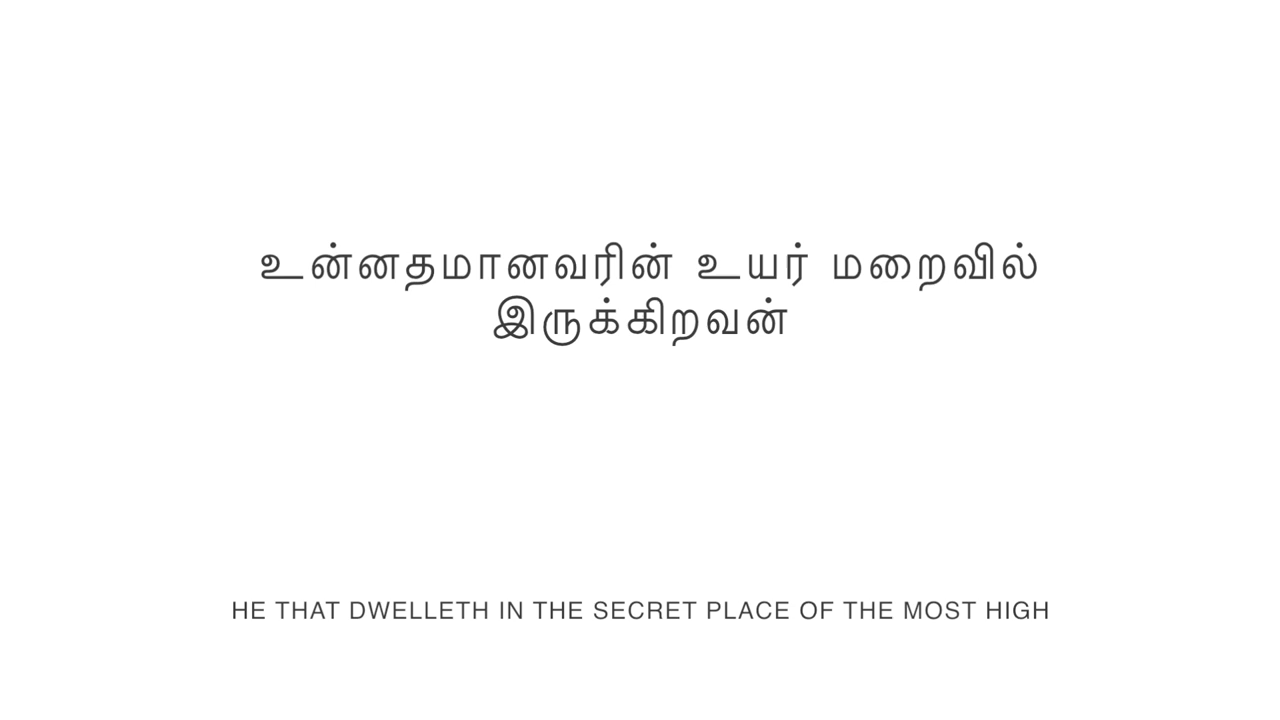 உன்னதமானவரின் உயர் மறைவில்
இருக்கிறவன்
HE THAT DWELLETH IN THE SECRET PLACE OF THE MOST HIGH